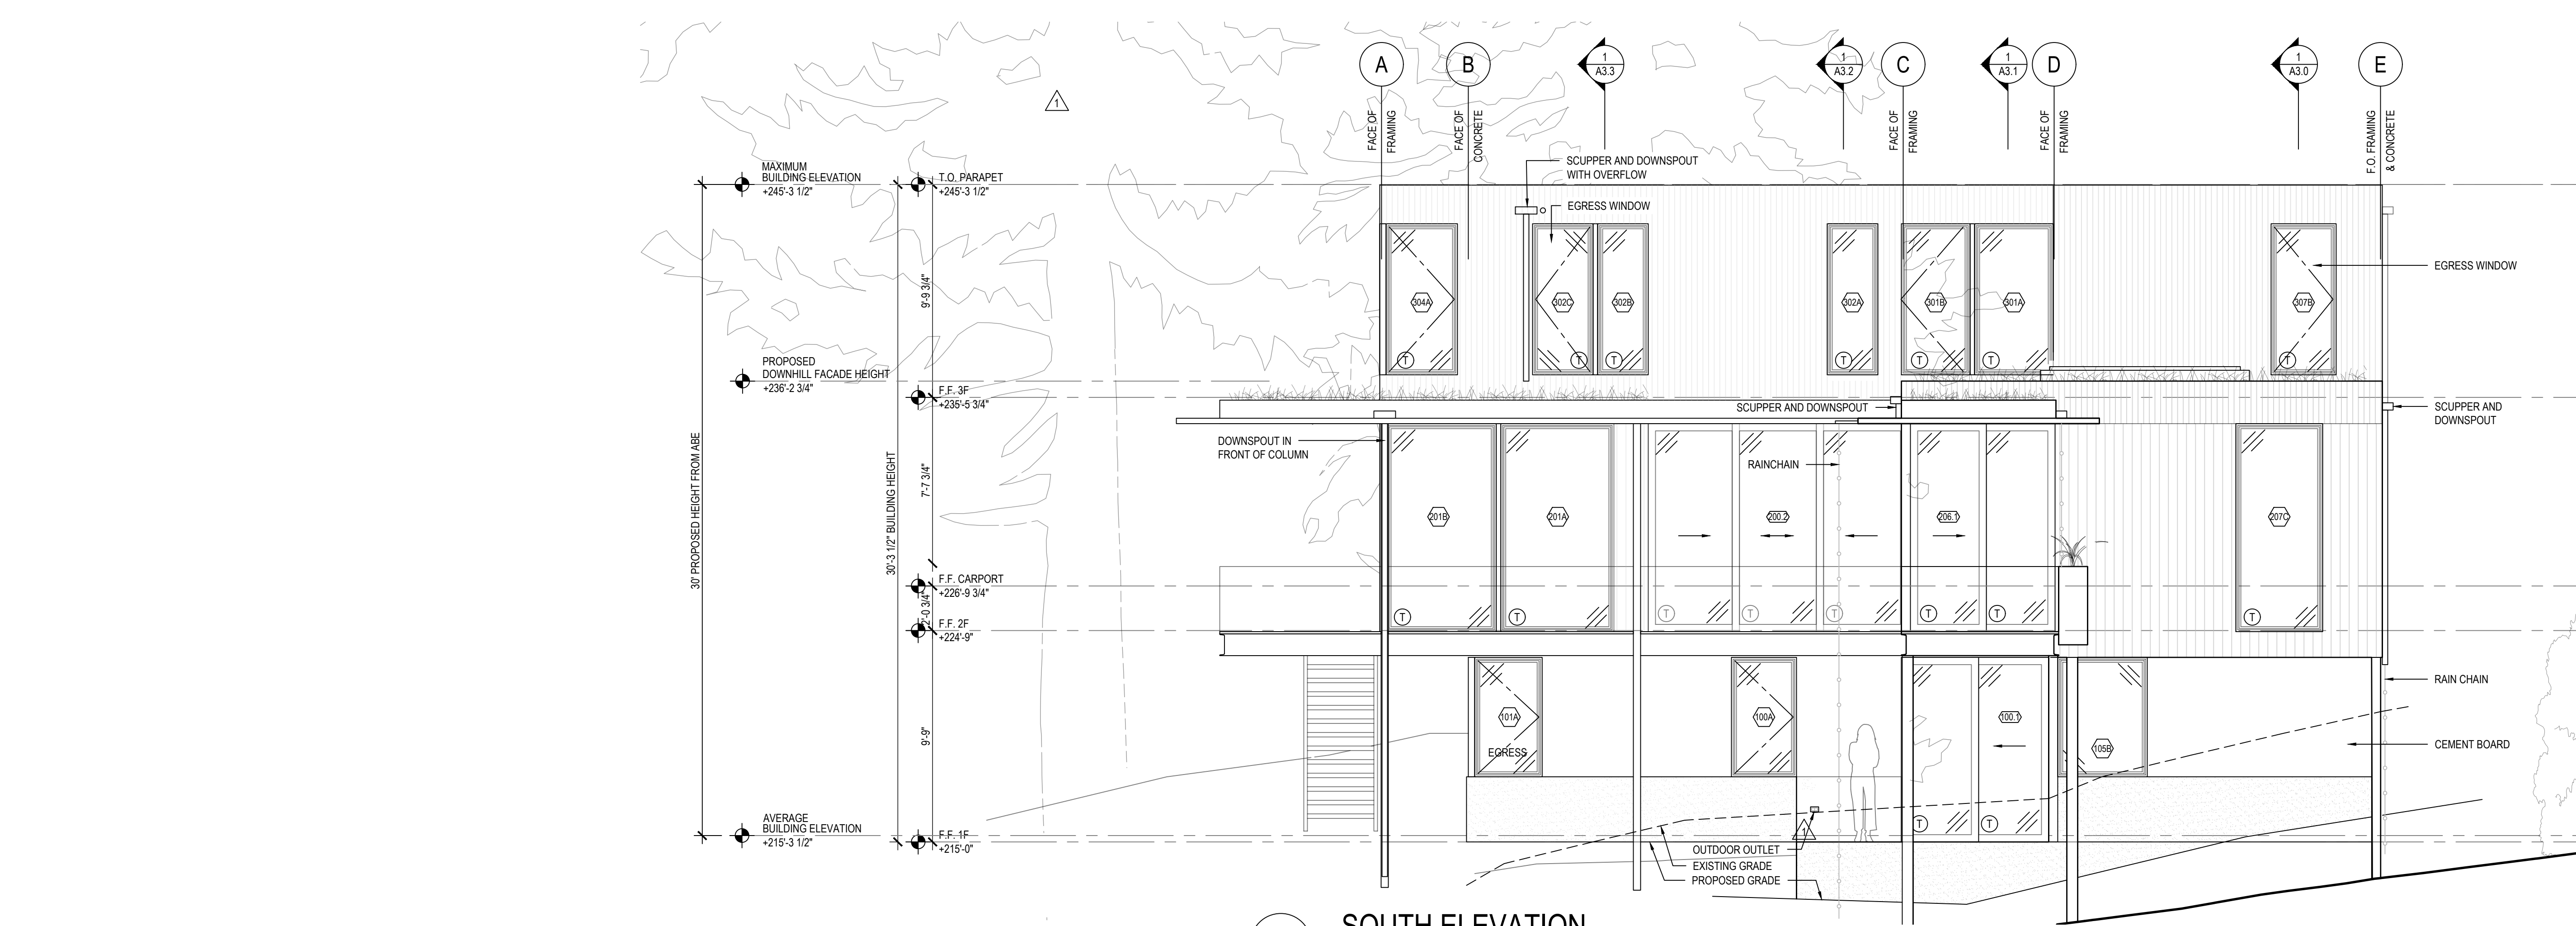 A
B
1
A3.3
1
A3.2
C
1
A3.1
D
1
A3.0
E
1
FACE OF
FRAMING
FACE OF
CONCRETE
FACE OF
FRAMING
FACE OF
FRAMING
F.O. FRAMING
& CONCRETE
MAXIMUM
BUILDING ELEVATION
+245'-3 1/2"
T.O. PARAPET
+245'-3 1/2"
SCUPPER AND DOWNSPOUT
WITH OVERFLOW
EGRESS WINDOW
EGRESS WINDOW
9'-9 3/4"
304A
302C
302B
302A
301B
301A
307B
T
T
T
T
T
T
T
PROPOSED
DOWNHILL FACADE HEIGHT
+236'-2 3/4"
F.F. 3F
+235'-5 3/4"
SCUPPER AND DOWNSPOUT
SCUPPER AND
DOWNSPOUT
DOWNSPOUT IN
FRONT OF COLUMN
RAINCHAIN
30' PROPOSED HEIGHT FROM ABE
30'-3 1/2" BUILDING HEIGHT
7'-7 3/4"
201B
201A
200.2
206.1
207C
F.F. CARPORT
+226'-9 3/4"
2'-0 3/4"
T
T
T
T
T
T
T
T
F.F. 2F
+224'-9"
RAIN CHAIN
9'-9"
101A
EGRESS
100A
100.1
105B
CEMENT BOARD
AVERAGE
BUILDING ELEVATION
+215'-3 1/2"
F.F. 1F
+215'-0"
T
T
1
OUTDOOR OUTLET
EXISTING GRADE
PROPOSED GRADE
SOUTH ELEVATION